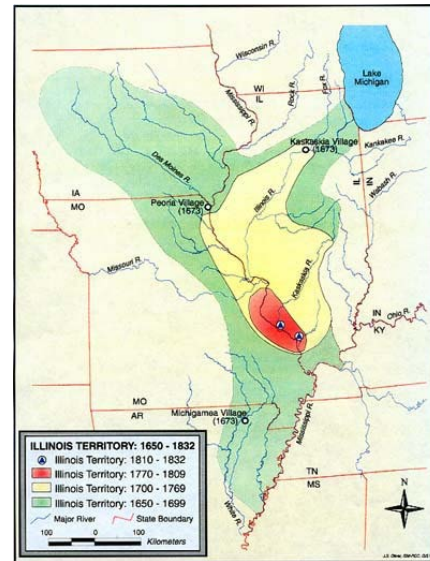 Wisconsin R.
Lake
Michigan
WI
IL
Mississippi R.
Rock R.
Fox R.
Kaskaskia Village
(1673)
Kankakee R.
Des Moines R.
IL
IN
Wabash R.
IA
MO
Peoria Village
(1673)
Illinois R.
Missouri R.
Kaskaskia R.
IN
KY
Ohio R.
MO
AR
Michigamea Village
(1673)
Mississippi R.
White R.
TN
MS
ILLINOIS TERRITORY: 1650 - 1832
Illinois Territory: 1810 - 1832
Illinois Territory: 1770 - 1809
Illinois Territory: 1700 - 1769
Illinois Territory: 1650 - 1699
Major River
State Boundary
100 0 100
Kilometers
N